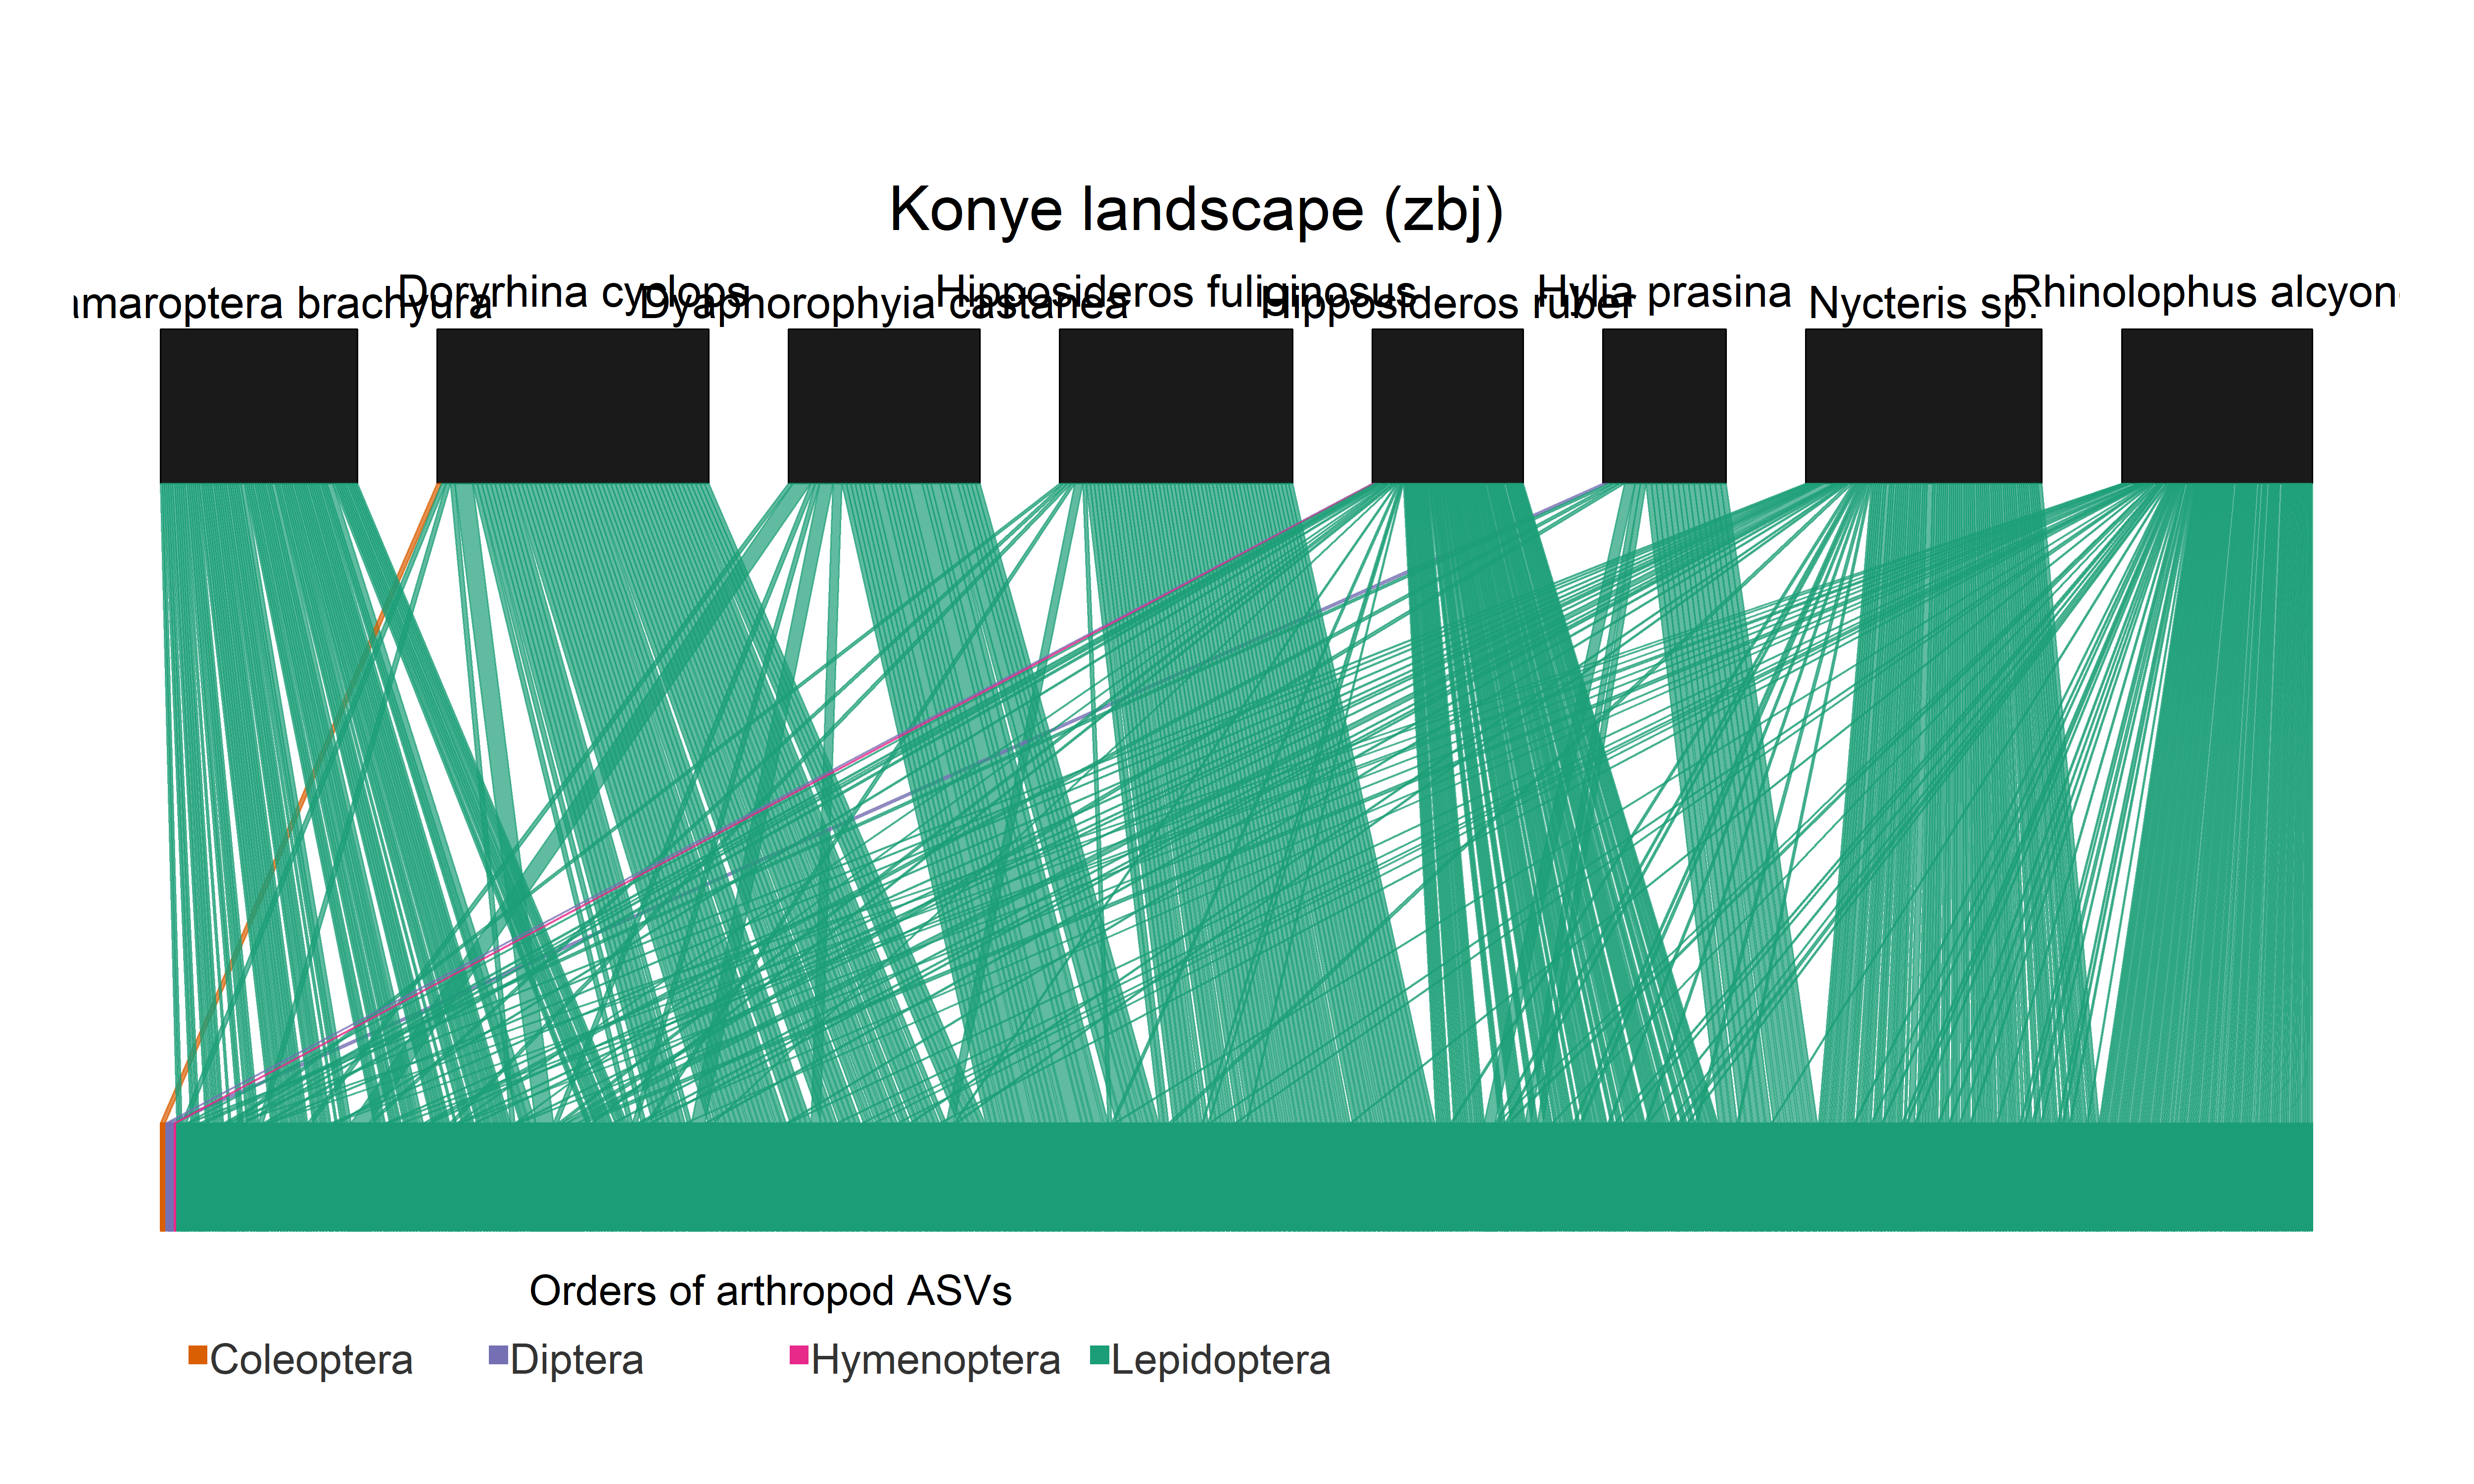 Konye landscape (zbj)
maroptera brachyura Doryrhina cyclops Dyaphorophyia castanea Hipposideros fuliginosus Hipposideros ruber Hylia prasina Nycteris sp. Rhinolophus alcyon
Orders of arthropod ASVs
Coleoptera Diptera Hymenoptera Lepidoptera